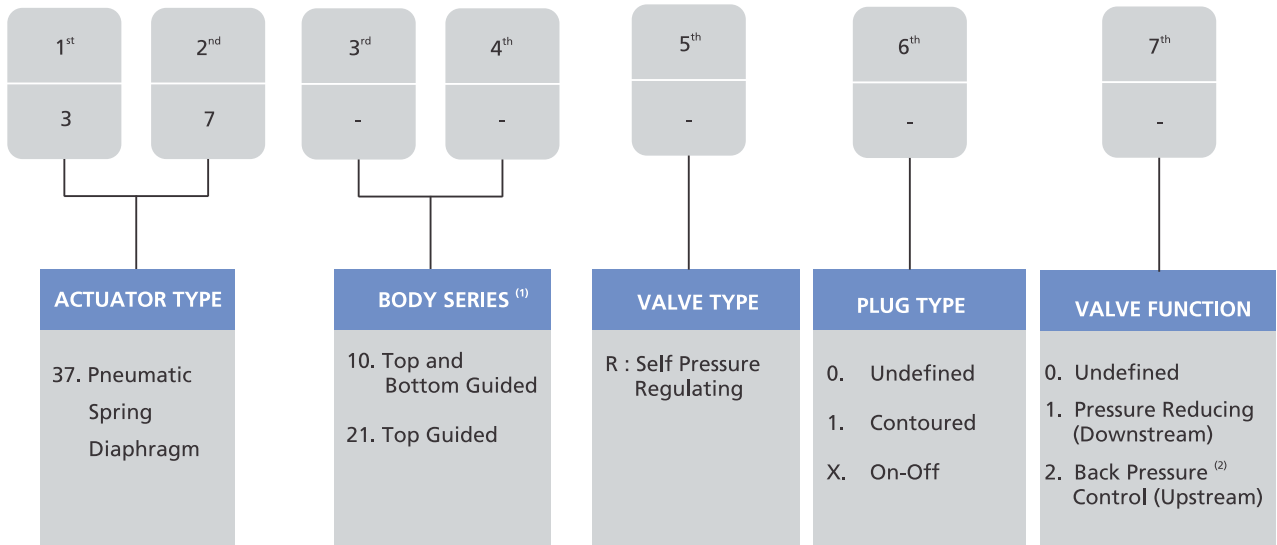 1st
2nd
3rd
4th
5th
6th
7th
3
7
-
-
-
-
-
ACTUATOR TYPE
37. Pneumatic
Spring
Diaphragm
BODY SERIES (1)
10. Top and
Bottom Guided
21. Top Guided
VALVE TYPE
R : Self Pressure
Regulating
PLUG TYPE
0. Undefined
1. Contoured
X. On-Off
VALVE FUNCTION
0. Undefined
1. Pressure Reducing
(Downstream)
2. Back Pressure (2)
Control (Upstream)